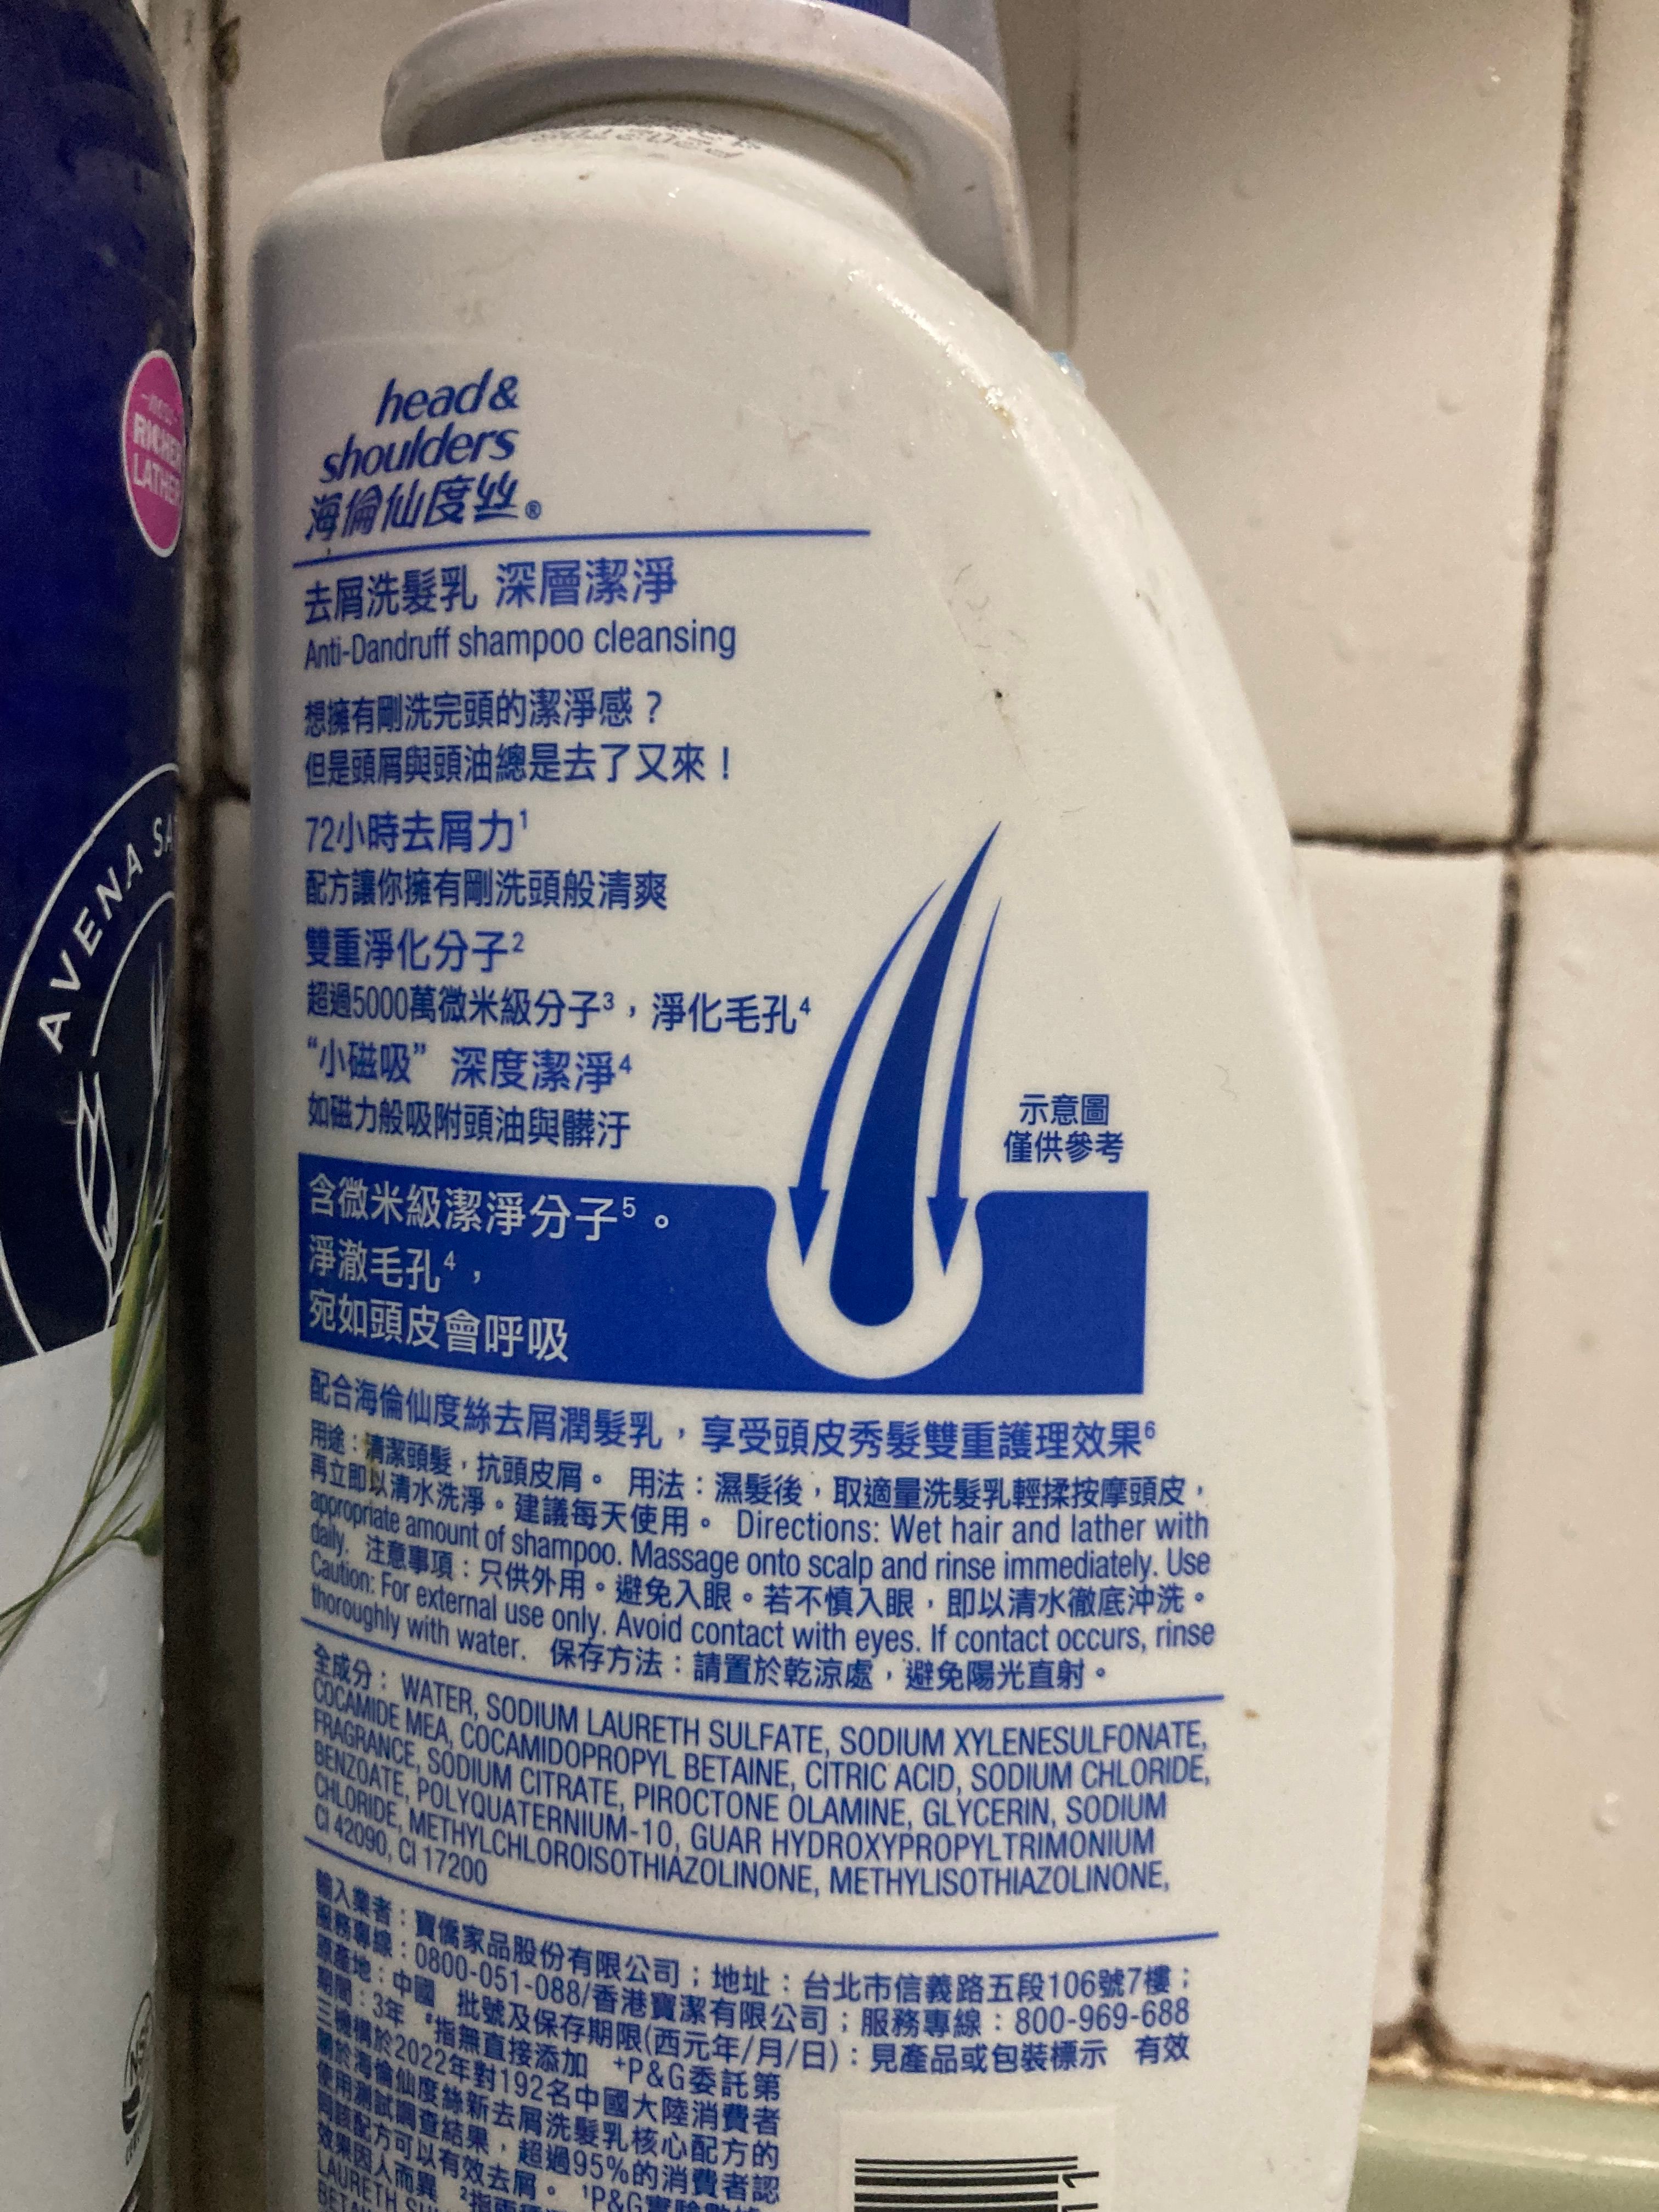 RICHER
LATHER
AVENA SA
head &
shoulders
海倫仙度丝®
去屑洗髮乳 深層潔淨
Anti-Dandruff shampoo cleansing
想擁有剛洗完頭的潔淨感？
但是頭屑與頭油總是去了又來！
72小時去屑力¹
配方讓你擁有剛洗頭般清爽
雙重淨化分子²
超過5000萬微米級分子³，淨化毛孔⁴
“小磁吸” 深度潔淨⁴
如磁力般吸附頭油與髒汙
示意圖
僅供參考
含微米級潔淨分子⁵。
淨澈毛孔⁴，
宛如頭皮會呼吸
配合海倫仙度絲去屑潤髮乳，享受頭皮秀髮雙重護理效果⁶
用途：清潔頭髮，抗頭皮屑。 用法：濕髮後，取適量洗髮乳輕揉按摩頭皮，
再立即以清水洗淨。建議每天使用。 Directions: Wet hair and lather with
appropriate amount of shampoo. Massage onto scalp and rinse immediately. Use
daily. 注意事項：只供外用。避免入眼。若不慎入眼，即以清水徹底沖洗。
Caution: For external use only. Avoid contact with eyes. If contact occurs, rinse
thoroughly with water. 保存方法：請置於乾涼處，避免陽光直射。
全成分： WATER, SODIUM LAURETH SULFATE, SODIUM XYLENESULFONATE,
COCAMIDE MEA, COCAMIDOPROPYL BETAINE, CITRIC ACID, SODIUM CHLORIDE,
FRAGRANCE, SODIUM CITRATE, PIROCTONE OLAMINE, GLYCERIN, SODIUM
BENZOATE, POLYQUATERNIUM-10, GUAR HYDROXYPROPYLTRIMONIUM
CHLORIDE, METHYLCHLOROISOTHIAZOLINONE, METHYLISOTHIAZOLINONE,
CI 42090, CI 17200
輸入業者：寶僑家品股份有限公司；地址：台北市信義路五段106號7樓；
服務專線：0800-051-088/香港寶潔有限公司；服務專線：800-969-688
原產地：中國 批號及保存期限(西元年/月/日)：見產品或包裝標示 有效
期間：3年 #指無直接添加 +P&G委託第
三機構於2022年對192名中國大陸消費者
關於海倫仙度絲新去屑洗髮乳核心配方的
使用測試調查結果，超過95%的消費者認
同該配方可以有效去屑。 ¹P&G實驗數據
效果因人而異 ²指兩種
LAURETH